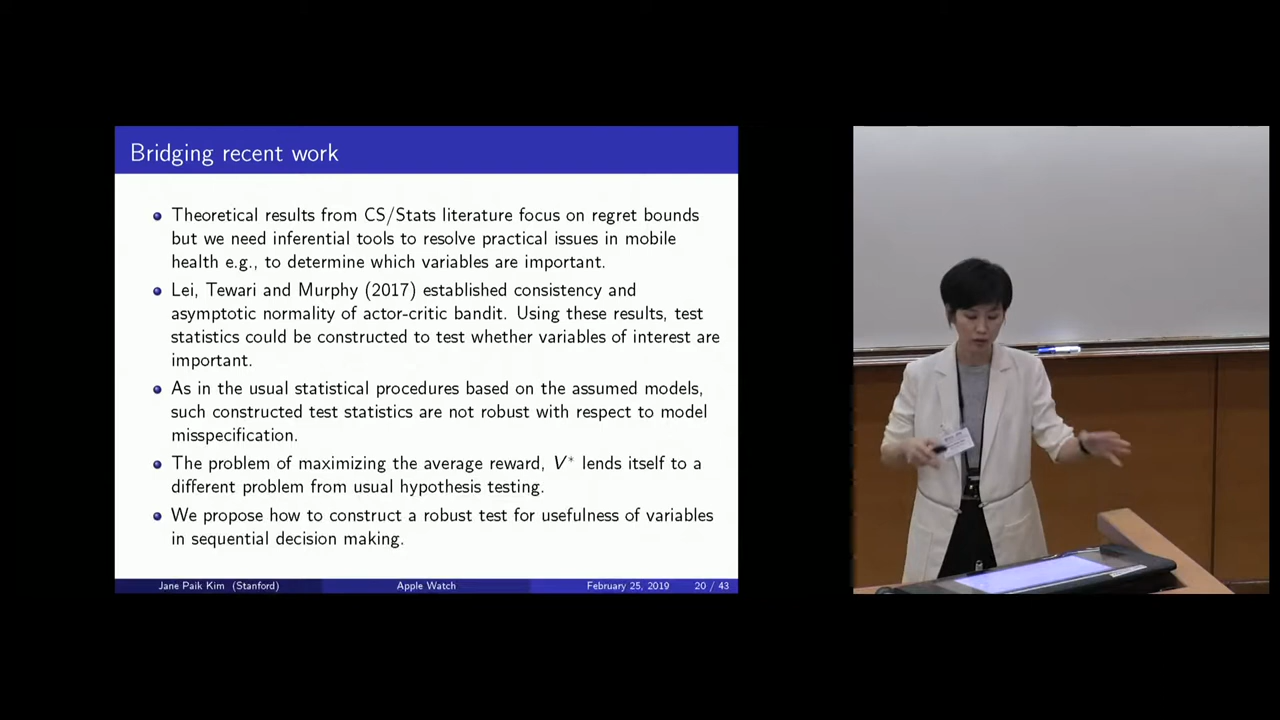 Bridging recent work
Theoretical results from CS/Stats literature focus on regret bounds
but we need inferential tools to resolve practical issues in mobile
health e.g., to determine which variables are important.
Lei, Tewari and Murphy (2017) established consistency and
asymptotic normality of actor-critic bandit. Using these results, test
statistics could be constructed to test whether variables of interest are
important.
As in the usual statistical procedures based on the assumed models,
such constructed test statistics are not robust with respect to model
misspecification.
The problem of maximizing the average reward, V* lends itself to a
different problem from usual hypothesis testing.
We propose how to construct a robust test for usefulness of variables
in sequential decision making.
Jane Paik Kim (Stanford) Apple Watch February 25, 2019 20 / 43